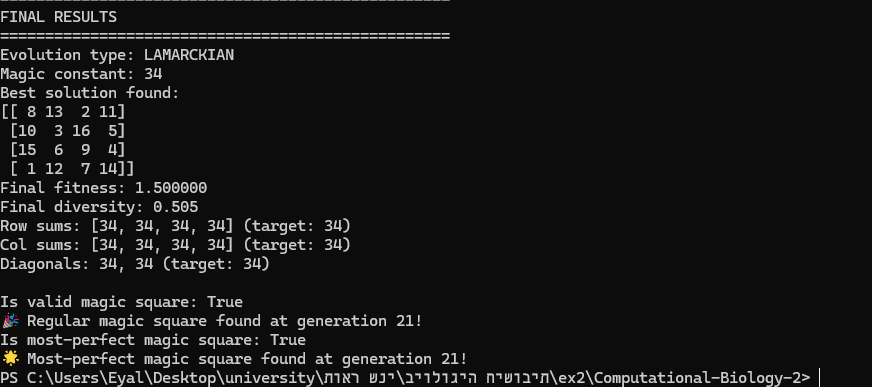 ==================================================
FINAL RESULTS
==================================================
Evolution type: LAMARCKIAN
Magic constant: 34
Best solution found:
[[ 8 13  2 11]
 [10  3 16  5]
 [15  6  9  4]
 [ 1 12  7 14]]
Final fitness: 1.500000
Final diversity: 0.505
Row sums: [34, 34, 34, 34] (target: 34)
Col sums: [34, 34, 34, 34] (target: 34)
Diagonals: 34, 34 (target: 34)
Is valid magic square: True
🎉 Regular magic square found at generation 21!
Is most-perfect magic square: True
🌟 Most-perfect magic square found at generation 21!
PS C:\Users\Eyal\Desktop\university\תואר שני\ביולוגיה חישובית\ex2\Computational-Biology-2>